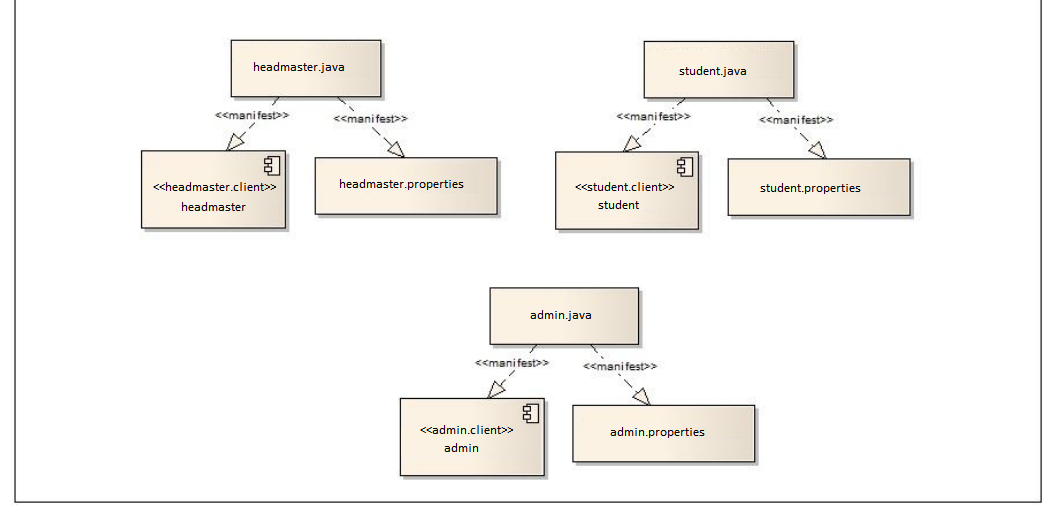 headmaster.java
<<manifest>>
<<manifest>>
<<headmaster.client>>
headmaster
headmaster.properties
student.java
<<manifest>>
<<manifest>>
<<student.client>>
student
student.properties
admin.java
<<manifest>>
<<manifest>>
<<admin.client>>
admin
admin.properties